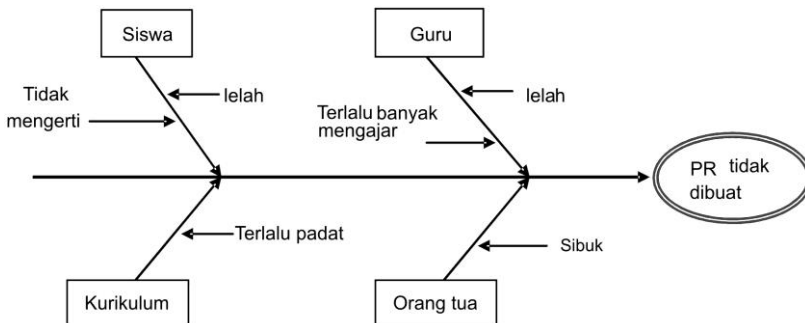 Siswa
Guru
Tidak
mengerti
lelah
Terlalu banyak
mengajar
lelah
PR tidak
dibuat
Terlalu padat
Sibuk
Kurikulum
Orang tua